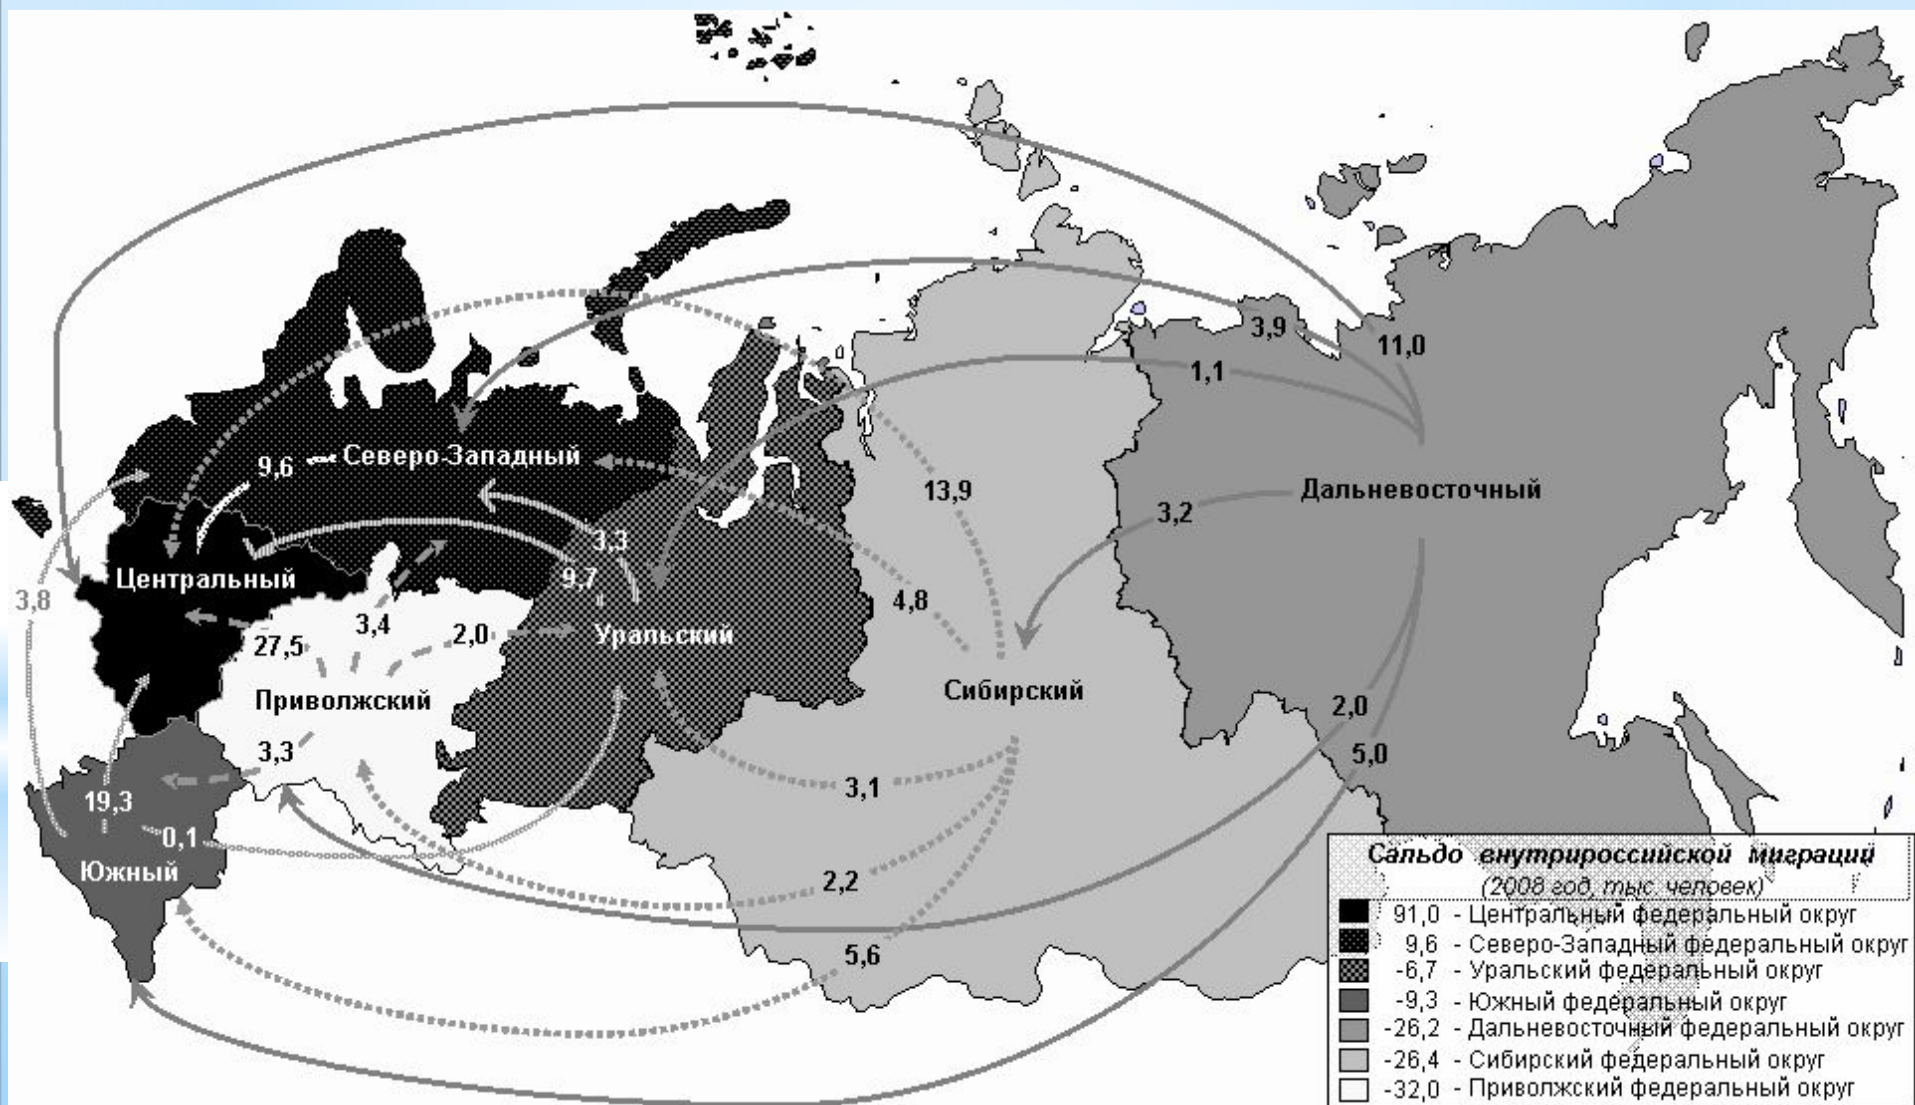 3,9
11,0
1,1
9,6
Северо-Западный
13,9
Дальневосточный
3,2
3,3
9,7
Центральный
3,8
4,8
3,4
2,0
27,5
Уральский
Сибирский
Приволжский
2,0
3,3
5,0
3,1
19,3
0,1
Южный
2,2
5,6
Сальдо внутрироссийской миграций
(2008 год, тыс. человек)
91,0 - Центральный федеральный округ
9,6 - Северо-Западный федеральный округ
-6,7 - Уральский федеральный округ
-9,3 - Южный федеральный округ
-26,2 - Дальневосточный федеральный округ
-26,4 - Сибирский федеральный округ
-32,0 - Приволжский федеральный округ